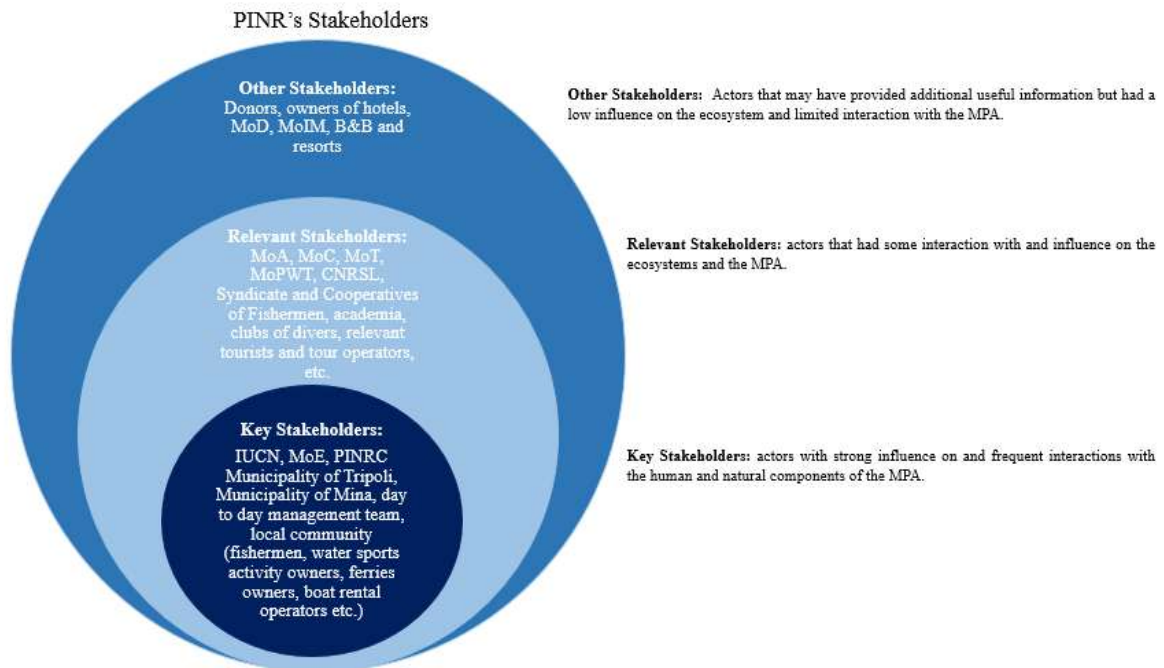 PINR's Stakeholders
Other Stakeholders:
Donors, owners of hotels,
MoD, MoIM, B&B and
resorts
Other Stakeholders: Actors that may have provided additional useful information but had a
low influence on the ecosystem and limited interaction with the MPA.
Relevant Stakeholders:
MoA, MoC, MoT,
MoPWT, CNRSL,
Syndicate and Cooperatives
of Fishermen, academia,
clubs of divers, relevant
tourists and tour operators,
etc.
Relevant Stakeholders: actors that had some interaction with and influence on the
ecosystems and the MPA.
Key Stakeholders:
IUCN, MoE, PINRC
Municipality of Tripoli,
Municipality of Mina, day
to day management team,
local community
(fishermen, water sports
activity owners, ferries
owners, boat rental
operators etc.)
Key Stakeholders: actors with strong influence on and frequent interactions with
the human and natural components of the MPA.